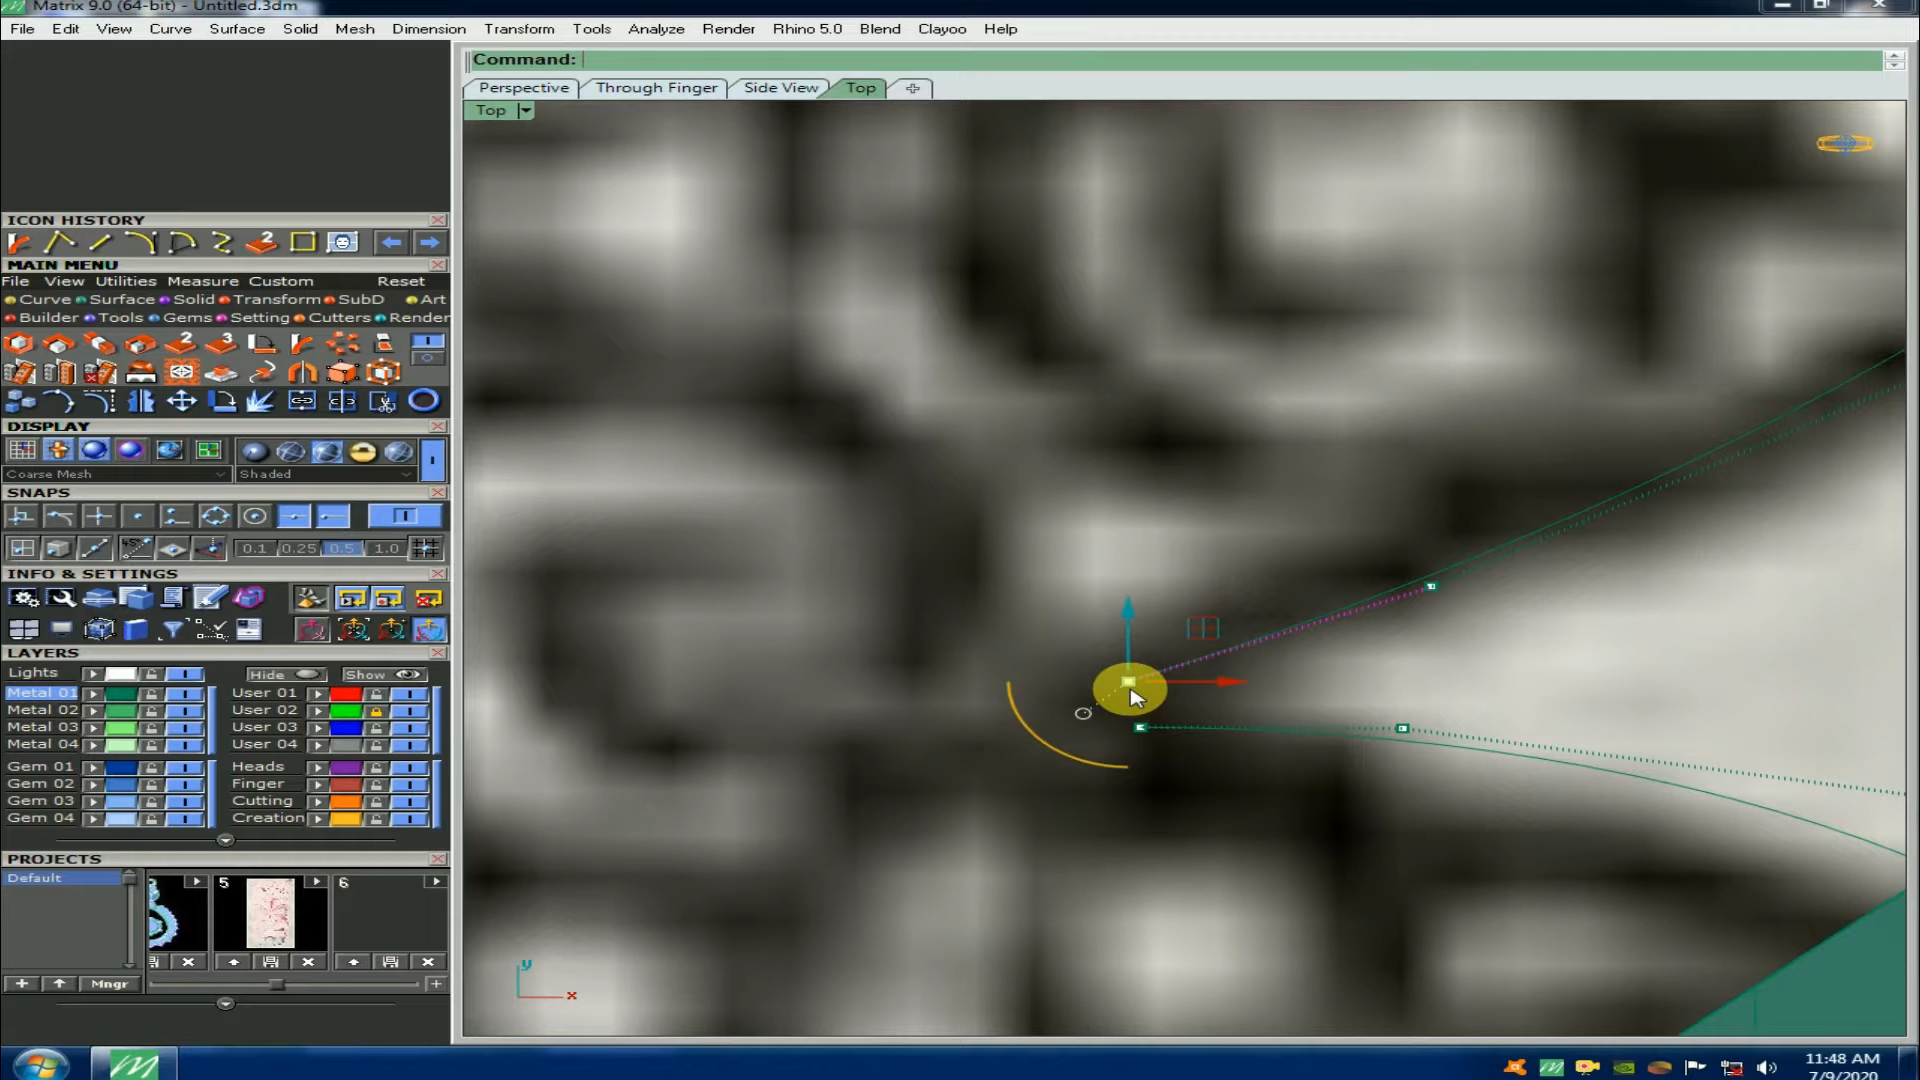 Matrix 9.0 (64-bit) - Untitled.3dm
File Edit View Curve Surface Solid Mesh Dimension Transform Tools Analyze Render Rhino 5.0 Blend Clayoo Help
Command:
Perspective Through Finger Side View Top
Top
ICON HISTORY
2
MAIN MENU
File View Utilities Measure Custom Reset
Curve Surface Solid Transform SubD Art
Builder Tools Gems Setting Cutters Render
2 3
DISPLAY
Coarse Mesh Shaded
SNAPS
45° 0.1 0.25 0.5 1.0
INFO & SETTINGS
LAYERS
Lights Hide Show
Metal 01 User 01
Metal 02 User 02
Metal 03 User 03
Metal 04 User 04
Gem 01 Heads
Gem 02 Finger
Gem 03 Cutting
Gem 04 Creation
PROJECTS
Default 5 6
Mngr
y
x
11:48 AM
7/9/2020